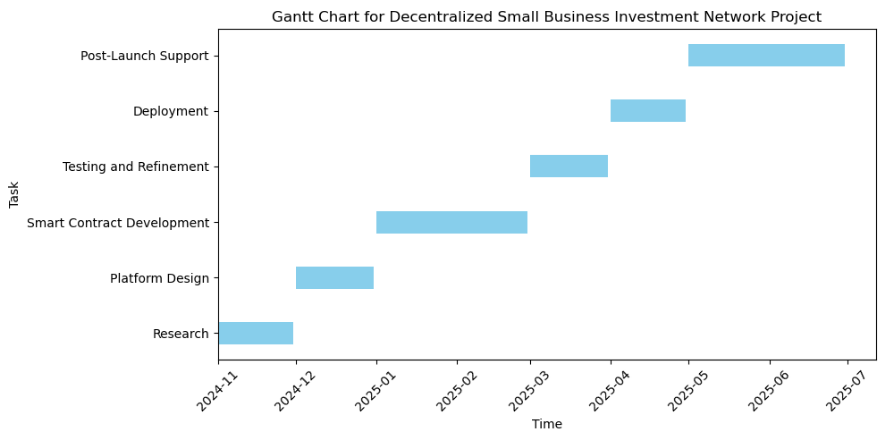 Gantt Chart for Decentralized Small Business Investment Network Project
Post-Launch Support
Deployment
Testing and Refinement
Smart Contract Development
Platform Design
Research
Task
2024-11
2024-12
2025-01
2025-02
2025-03
2025-04
2025-05
2025-06
2025-07
Time